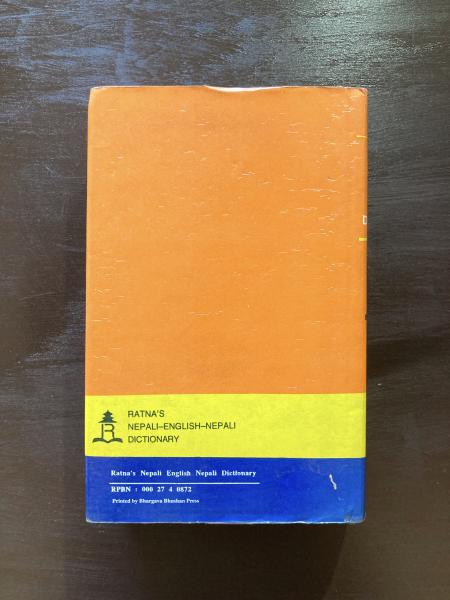 RATNA'S
NEPALI–ENGLISH–NEPALI
DICTIONARY
Ratna's Nepali English Nepali Dictionary
RPBN : 000 27 4 0872
Printed by Bhargava Bhushan Press